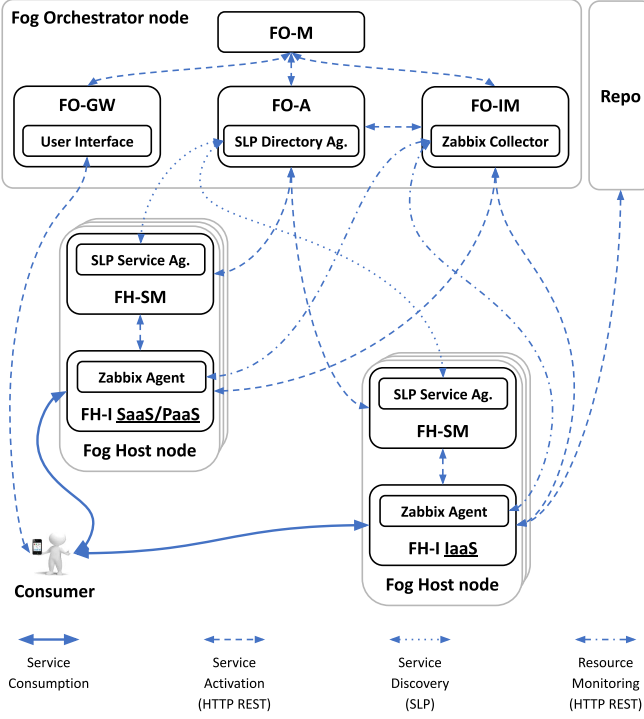 Fog Orchestrator node
FO-M
Repo
FO-GW
User Interface
FO-A
SLP Directory Ag.
FO-IM
Zabbix Collector
SLP Service Ag.
FH-SM
Zabbix Agent
FH-I SaaS/PaaS
Fog Host node
SLP Service Ag.
FH-SM
Zabbix Agent
FH-I IaaS
Fog Host node
Consumer
Service
Consumption
Service
Activation
(HTTP REST)
Service
Discovery
(SLP)
Resource
Monitoring
(HTTP REST)